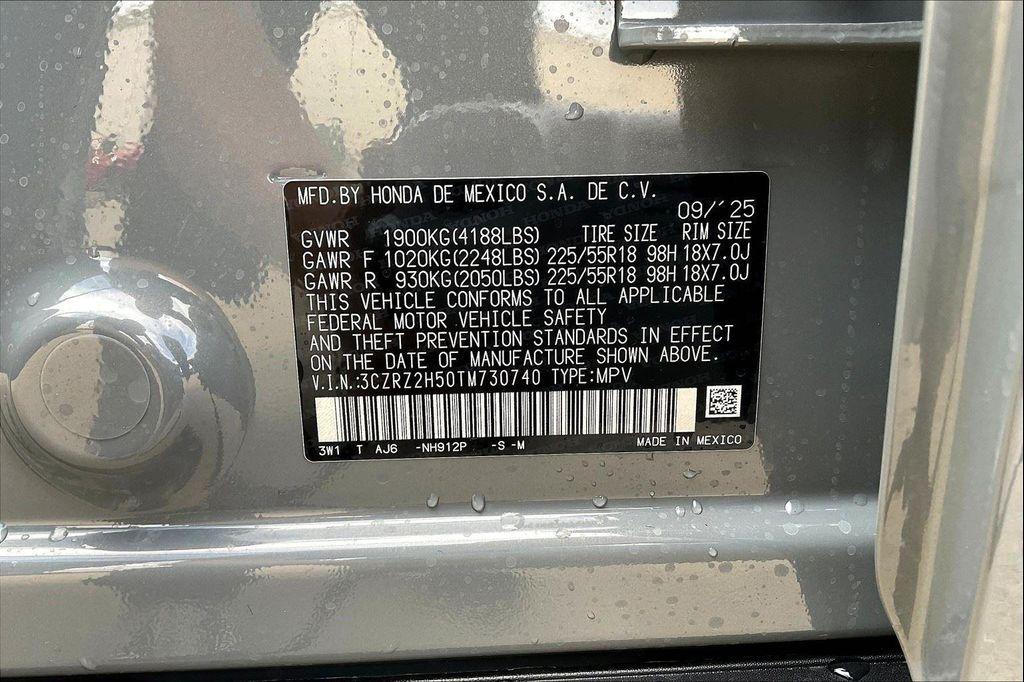 MFD.BY HONDA DE MEXICO S.A. DE C.V.
09/'25
GVWR 1900KG(4188LBS) TIRE SIZE RIM SIZE
GAWR F 1020KG(2248LBS) 225/55R18 98H 18X7.0J
GAWR R 930KG(2050LBS) 225/55R18 98H 18X7.0J
THIS VEHICLE CONFORMS TO ALL APPLICABLE
FEDERAL MOTOR VEHICLE SAFETY
AND THEFT PREVENTION STANDARDS IN EFFECT
ON THE DATE OF MANUFACTURE SHOWN ABOVE.
V.I.N.:3CZRZ2H50TM730740 TYPE:MPV
3W1 T AJ6 -NH912P -S -M MADE IN MEXICO